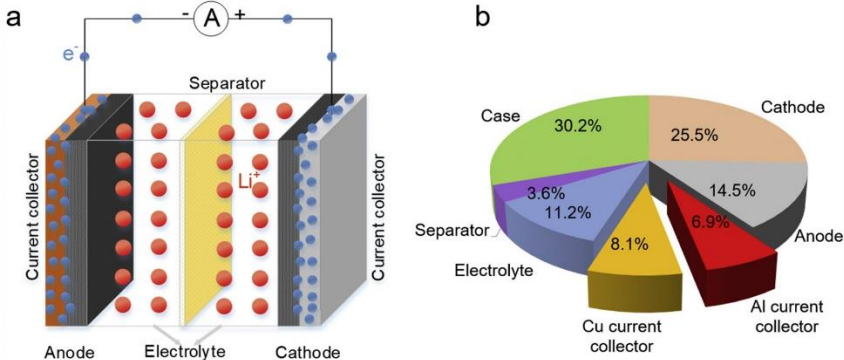 a
- A +
e-
Separator
Current collector
Li+
Current collector
Anode
Electrolyte
Cathode
b
Case
30.2%
Cathode
25.5%
14.5%
Anode
6.9%
Al current
collector
8.1%
Cu current
collector
11.2%
Electrolyte
3.6%
Separator